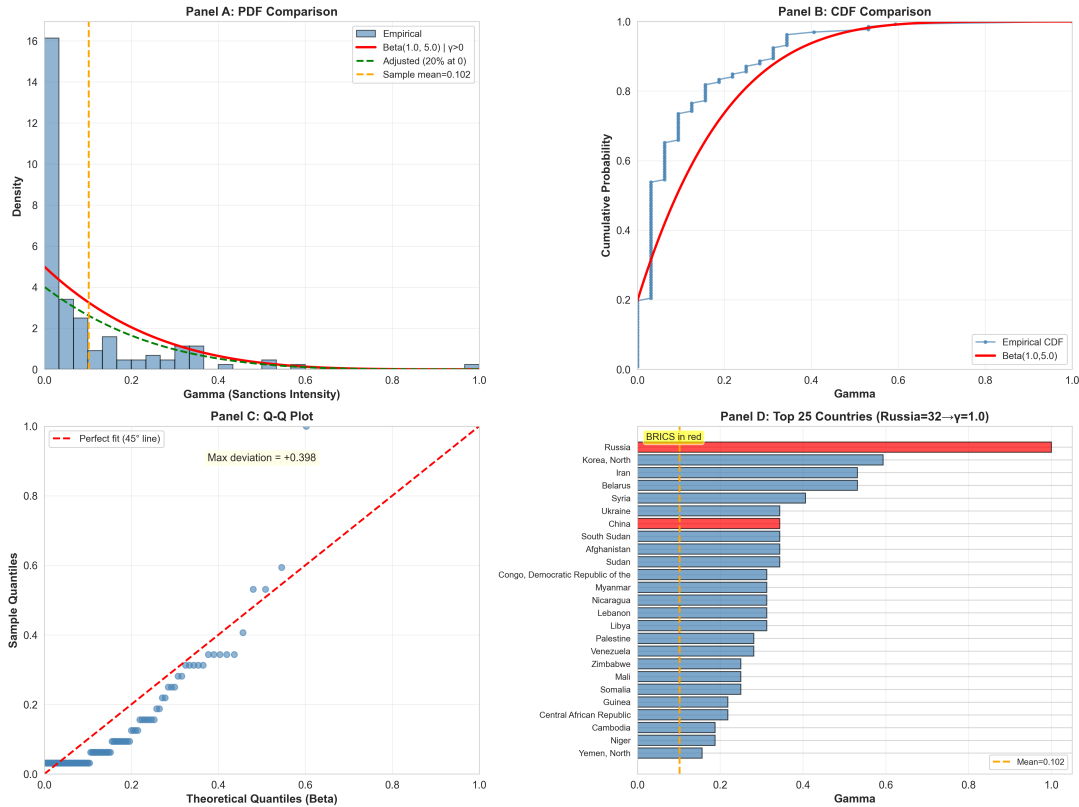 Panel A: PDF Comparison
Density
16
14
12
10
8
6
4
2
0
0.0 0.2 0.4 0.6 0.8 1.0
Gamma (Sanctions Intensity)
Empirical
Beta(1.0, 5.0) | γ>0
Adjusted (20% at 0)
Sample mean=0.102
Panel B: CDF Comparison
Cumulative Probability
1.0
0.8
0.6
0.4
0.2
0.0
0.0 0.2 0.4 0.6 0.8 1.0
Gamma
Empirical CDF
Beta(1.0,5.0)
Panel C: Q-Q Plot
Perfect fit (45° line)
Max deviation = +0.398
Sample Quantiles
1.0
0.8
0.6
0.4
0.2
0.0
0.0 0.2 0.4 0.6 0.8 1.0
Theoretical Quantiles (Beta)
Panel D: Top 25 Countries (Russia=32→γ=1.0)
BRICS in red
Russia
Korea, North
Iran
Belarus
Syria
Ukraine
China
South Sudan
Afghanistan
Sudan
Congo, Democratic Republic of the
Myanmar
Nicaragua
Lebanon
Libya
Palestine
Venezuela
Zimbabwe
Mali
Somalia
Guinea
Central African Republic
Cambodia
Niger
Yemen, North
Mean=0.102
0.0 0.2 0.4 0.6 0.8 1.0
Gamma